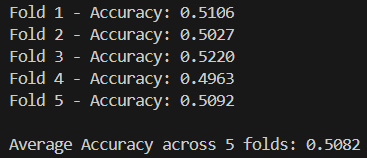 Fold 1 - Accuracy: 0.5106
Fold 2 - Accuracy: 0.5027
Fold 3 - Accuracy: 0.5220
Fold 4 - Accuracy: 0.4963
Fold 5 - Accuracy: 0.5092
Average Accuracy across 5 folds: 0.5082